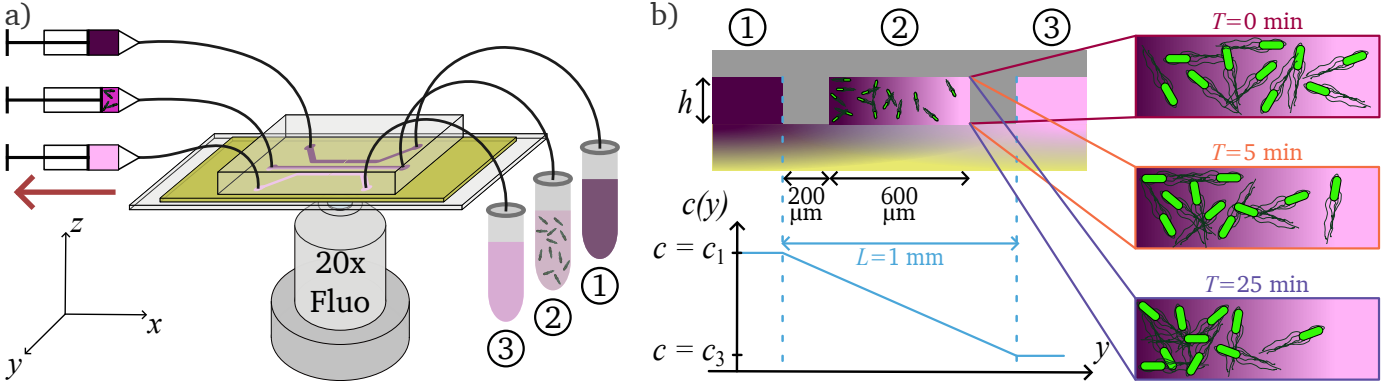 a)
20x
Fluo
z
x
y
①
②
③
b)
①
②
③
h
200
μm
600
μm
c(y)
c = c₁
L=1 mm
c = c₃
y
T=0 min
T=5 min
T=25 min